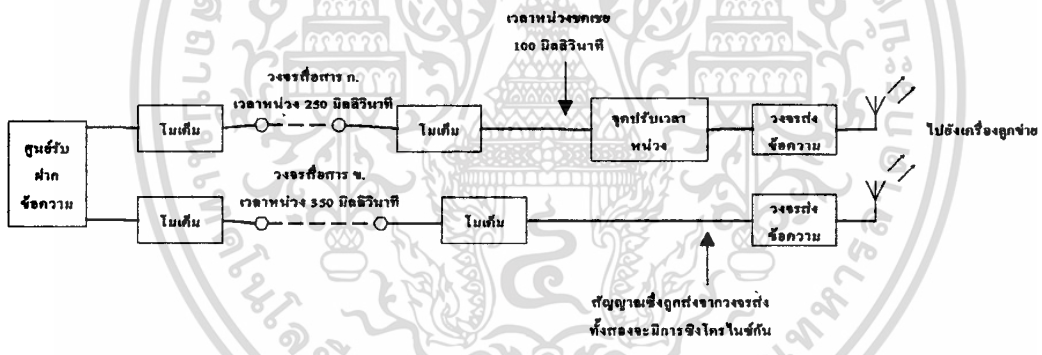 เวลาหน่วงชดเชย
100 มิลลิวินาที
วงจรสื่อสาร ก.
เวลาหน่วง 250 มิลลิวินาที
โมเด็ม
โมเด็ม
ชุดปรับเวลา
หน่วง
วงจรส่ง
ข้อความ
ไปยังเครื่องลูกข่าย
ศูนย์รับ
ฝาก
ข้อความ
วงจรสื่อสาร ข.
เวลาหน่วง 350 มิลลิวินาที
โมเด็ม
โมเด็ม
วงจรส่ง
ข้อความ
สัญญาณซึ่งถูกส่งจากวงจรส่ง
ทั้งสองจะมีการซิงโครไนซ์กัน